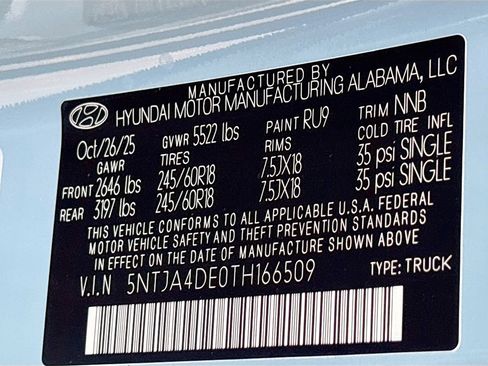 MANUFACTURED BY
HYUNDAI MOTOR MANUFACTURING ALABAMA, LLC
Oct/26/25 GVWR 5522 lbs PAINT RU9 TRIM NNB
GAWR TIRES RIMS COLD TIRE INFL
FRONT 2646 lbs 245/60R18 7.5JX18 35 psi SINGLE
REAR 3197 lbs 245/60R18 7.5JX18 35 psi SINGLE
THIS VEHICLE CONFORMS TO ALL APPLICABLE U.S.A. FEDERAL
MOTOR VEHICLE SAFETY AND THEFT PREVENTION STANDARDS
IN EFFECT ON THE DATE OF MANUFACTURE SHOWN ABOVE
V.I.N 5NTJA4DE0TH166509 TYPE: TRUCK